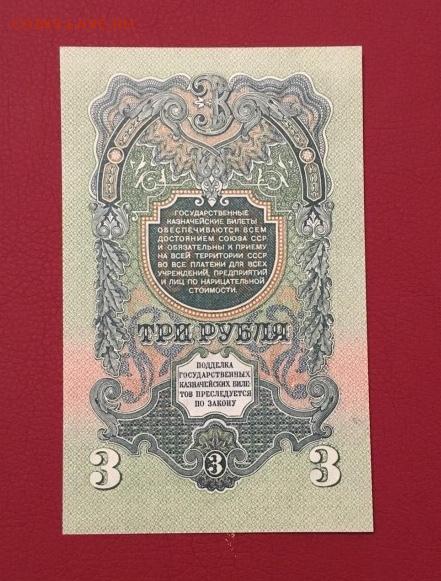 3
ГОСУДАРСТВЕННЫЕ
КАЗНАЧЕЙСКИЕ БИЛЕТЫ
ОБЕСПЕЧИВАЮТСЯ ВСЕМ
ДОСТОЯНИЕМ СОЮЗА ССР
И ОБЯЗАТЕЛЬНЫ К ПРИЕМУ
НА ВСЕЙ ТЕРРИТОРИИ СССР
ВО ВСЕ ПЛАТЕЖИ ДЛЯ ВСЕХ
УЧРЕЖДЕНИЙ, ПРЕДПРИЯТИЙ
И ЛИЦ ПО НАРИЦАТЕЛЬНОЙ
СТОИМОСТИ.
ТРИ РУБЛЯ
ПОДДЕЛКА
ГОСУДАРСТВЕННЫХ
КАЗНАЧЕЙСКИХ БИЛЕ-
ТОВ ПРЕСЛЕДУЕТСЯ
ПО ЗАКОНУ
3 3 3